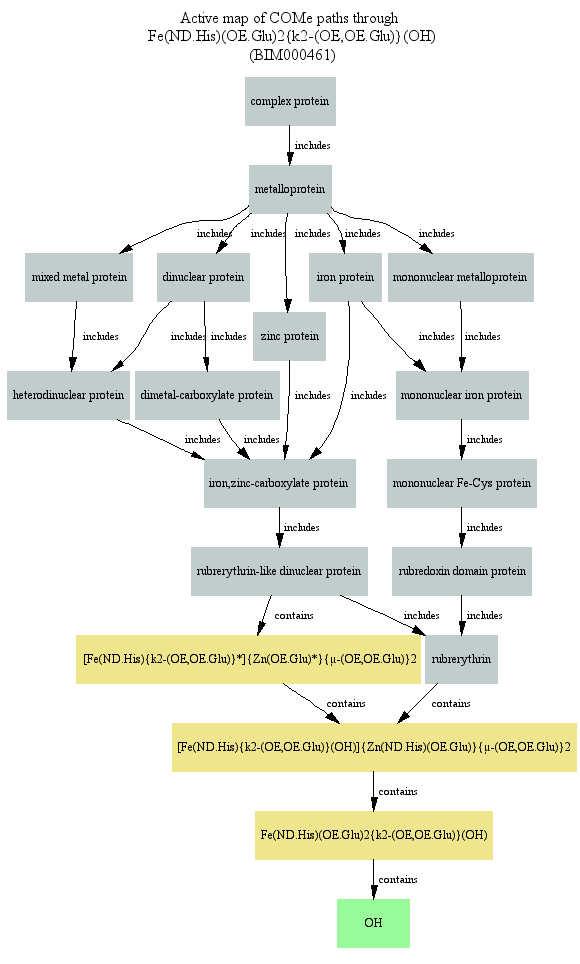 Active map of COMe paths through
Fe(ND.His)(OE.Glu)2{k2-(OE,OE.Glu)}(OH)
(BIM000461)
complex protein
includes
metalloprotein
includes includes includes includes includes
mixed metal protein dinuclear protein iron protein mononuclear metalloprotein
zinc protein
includes includes includes includes includes
heterodinuclear protein dimetal-carboxylate protein mononuclear iron protein
includes includes
includes includes includes
iron,zinc-carboxylate protein mononuclear Fe-Cys protein
includes includes
rubrerythrin-like dinuclear protein rubredoxin domain protein
contains includes includes
[Fe(ND.His){k2-(OE,OE.Glu)}*]{Zn(OE.Glu)*}{μ-(OE,OE.Glu)}2 rubrerythrin
contains contains
[Fe(ND.His){k2-(OE,OE.Glu)}(OH)]{Zn(ND.His)(OE.Glu)}{μ-(OE,OE.Glu)}2
contains
Fe(ND.His)(OE.Glu)2{k2-(OE,OE.Glu)}(OH)
contains
OH